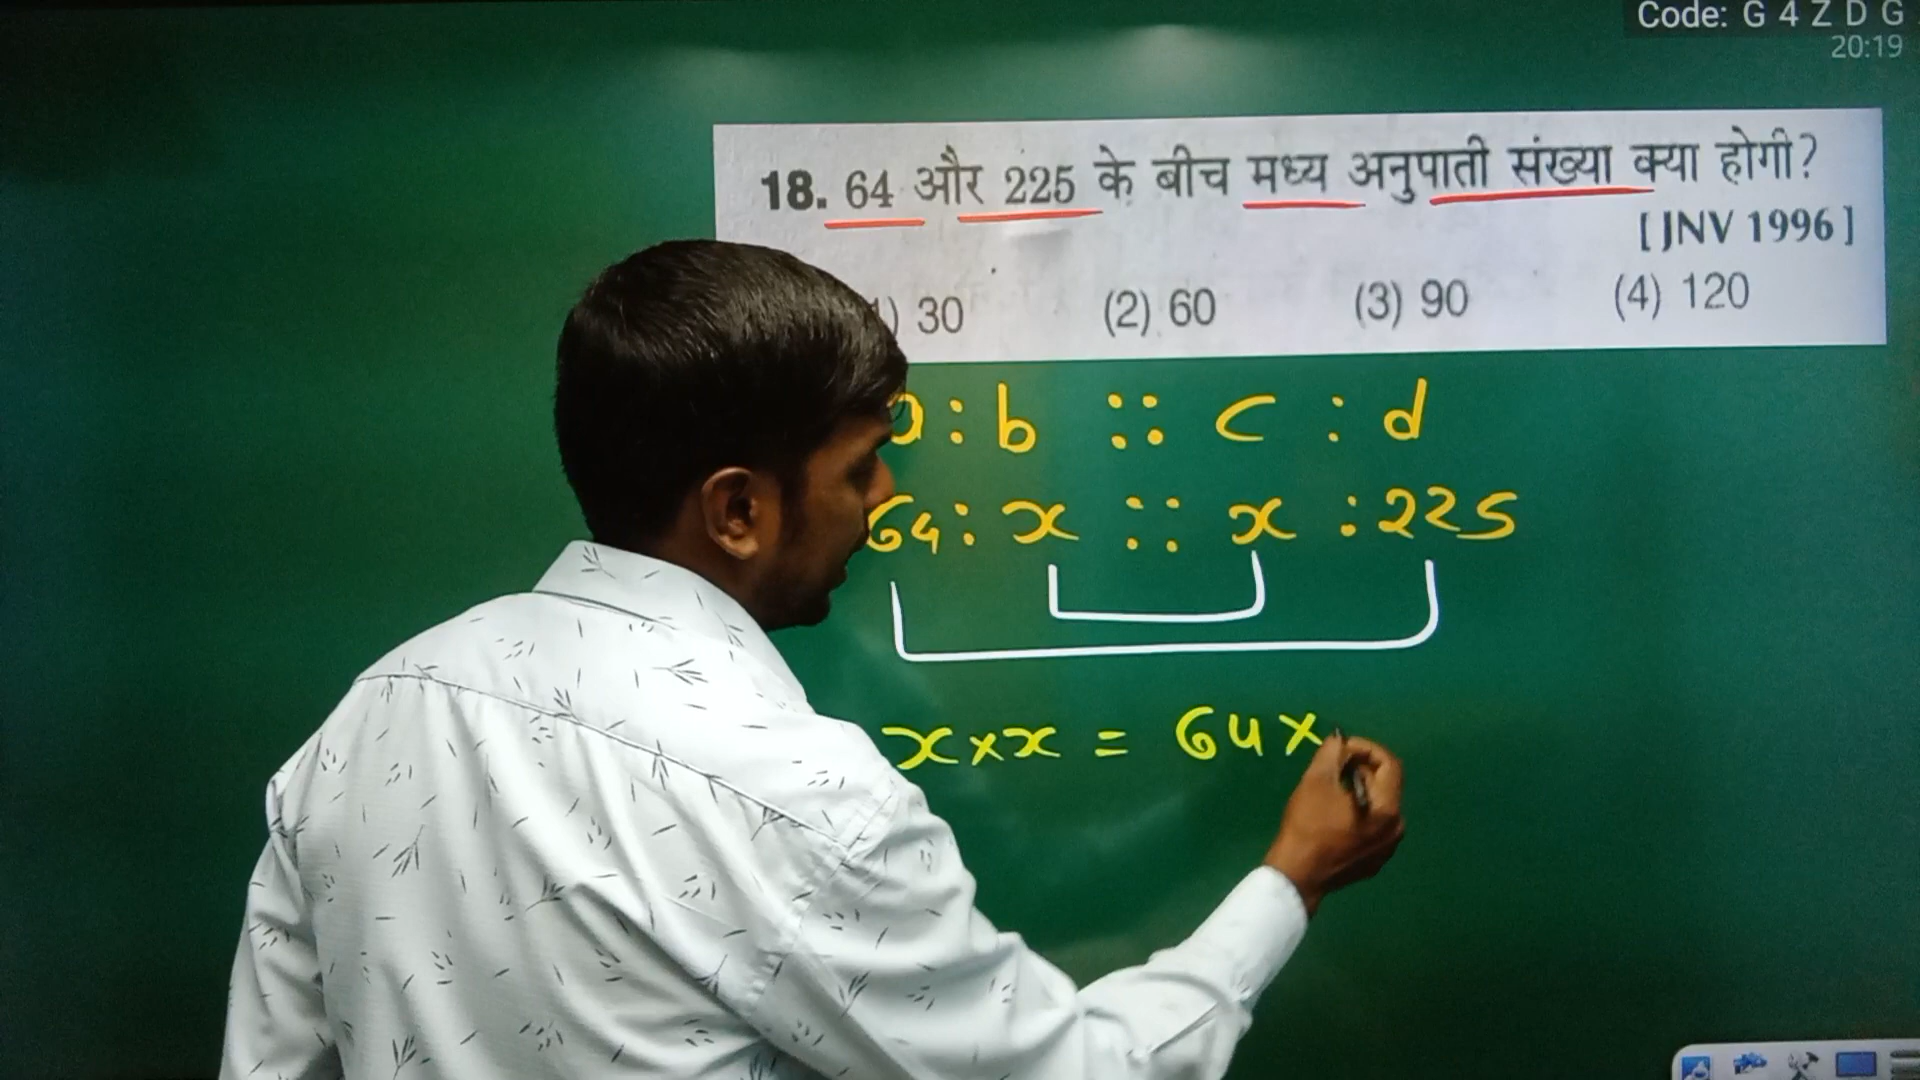 Code: G 4 Z D G
20:19
18. 64 और 225 के बीच मध्य अनुपाती संख्या क्या होगी?
[ JNV 1996 ]
) 30 (2) 60 (3) 90 (4) 120
: b :: c : d
64 : x :: x : 225
x × x = 64 ×